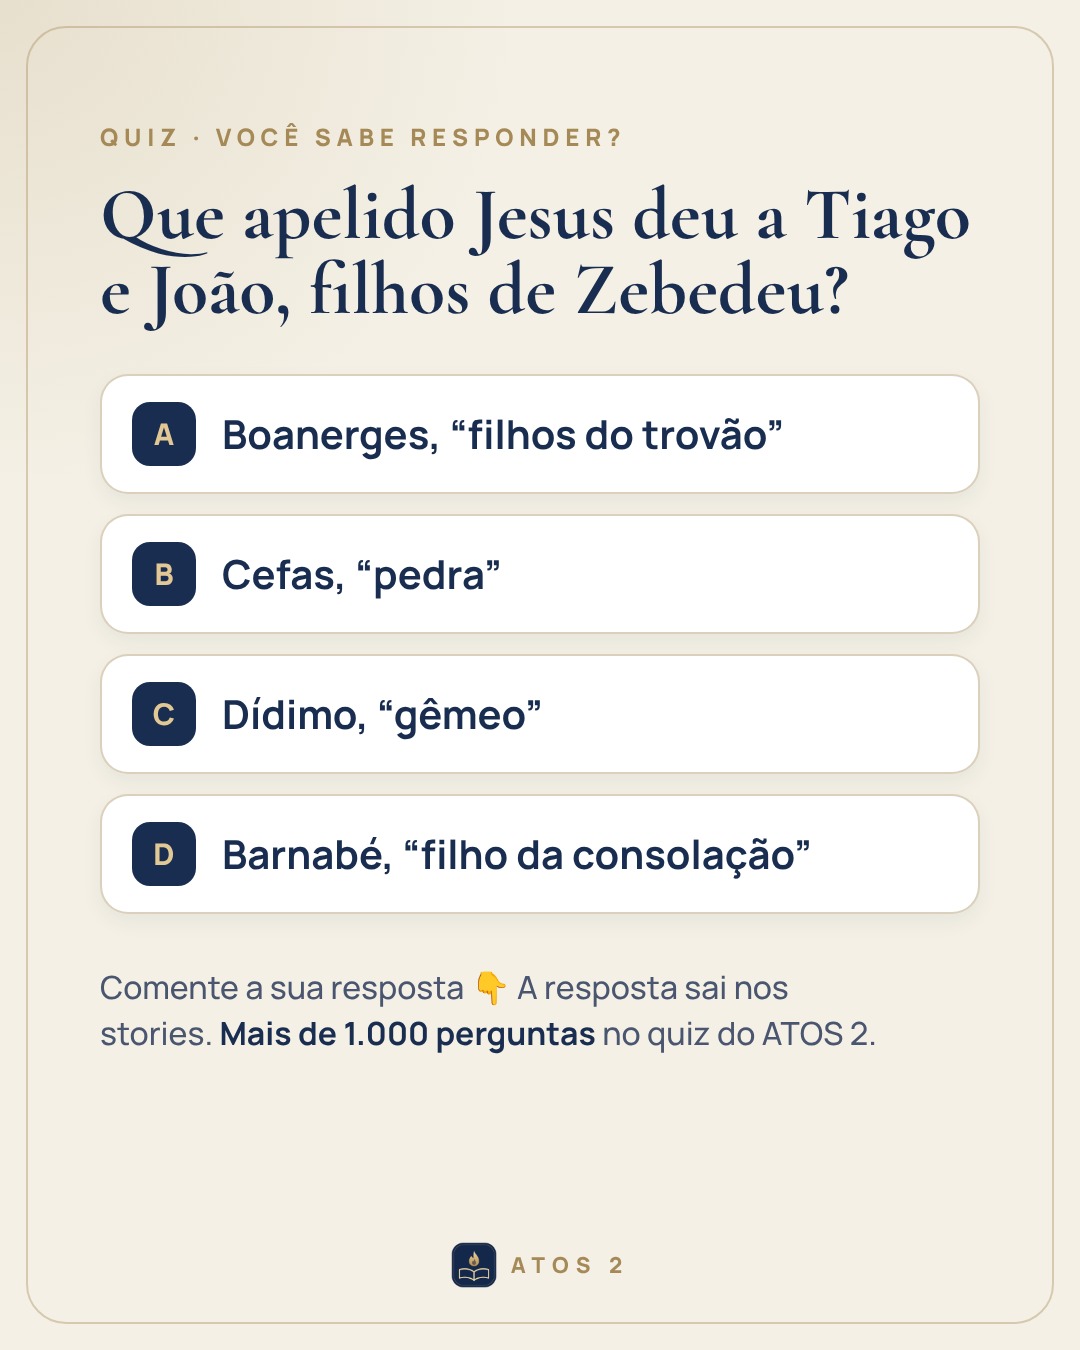 QUIZ · VOCÊ SABE RESPONDER?
Que apelido Jesus deu a Tiago
e João, filhos de Zebedeu?
A Boanerges, “filhos do trovão”
B Cefas, “pedra”
C Dídimo, “gêmeo”
D Barnabé, “filho da consolação”
Comente a sua resposta 👇 A resposta sai nos
stories. Mais de 1.000 perguntas no quiz do ATOS 2.
ATOS 2